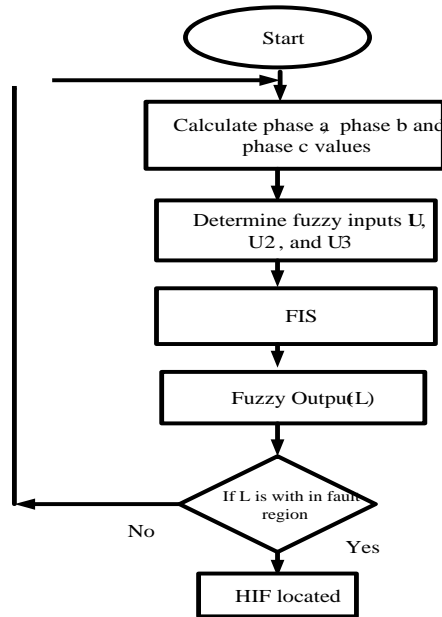 Start
Calculate phase a, phase b and
phase c values
Determine fuzzy inputs U,
U2, and U3
FIS
Fuzzy Output(L)
If L is with in fault
region
No
Yes
HIF located